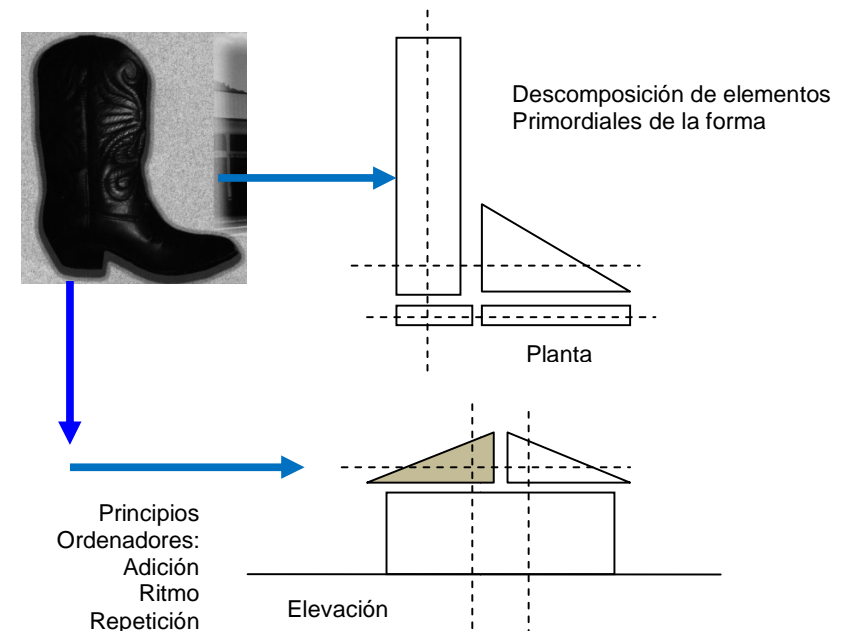 Descomposición de elementos
Primordiales de la forma
Planta
Principios
Ordenadores:
Adición
Ritmo
Repetición
Elevación